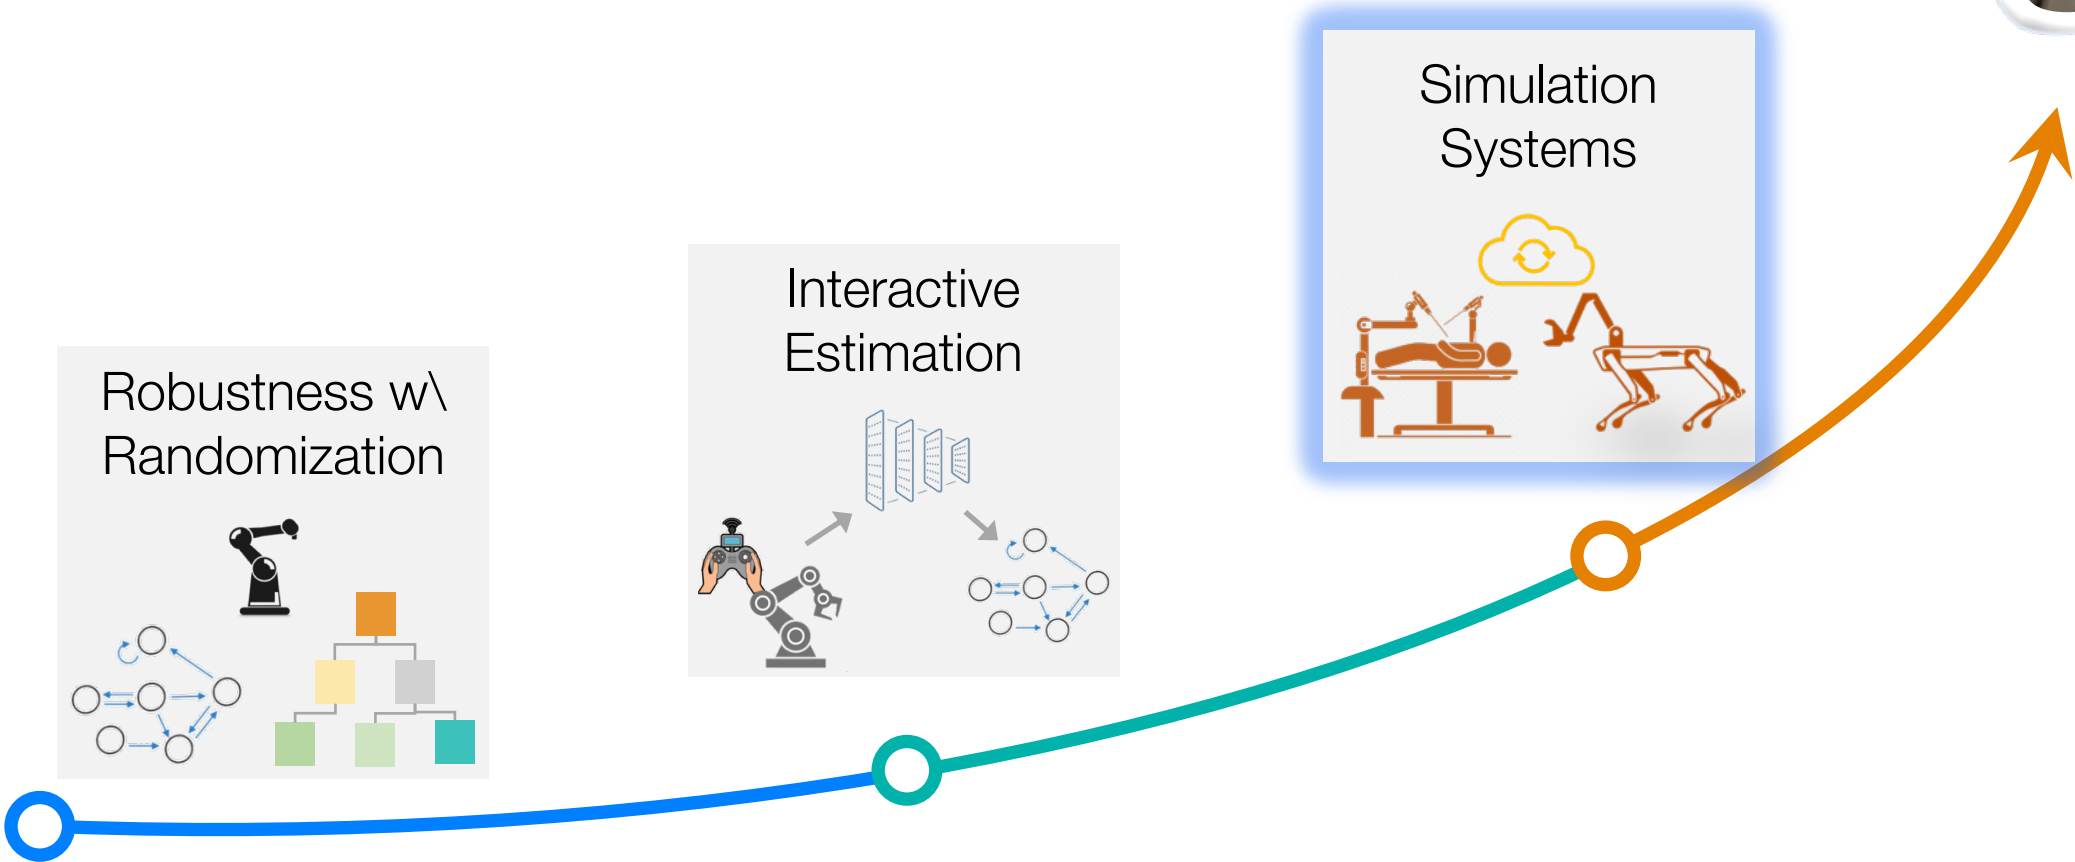 Robustness w\
Randomization
Interactive
Estimation
Simulation
Systems